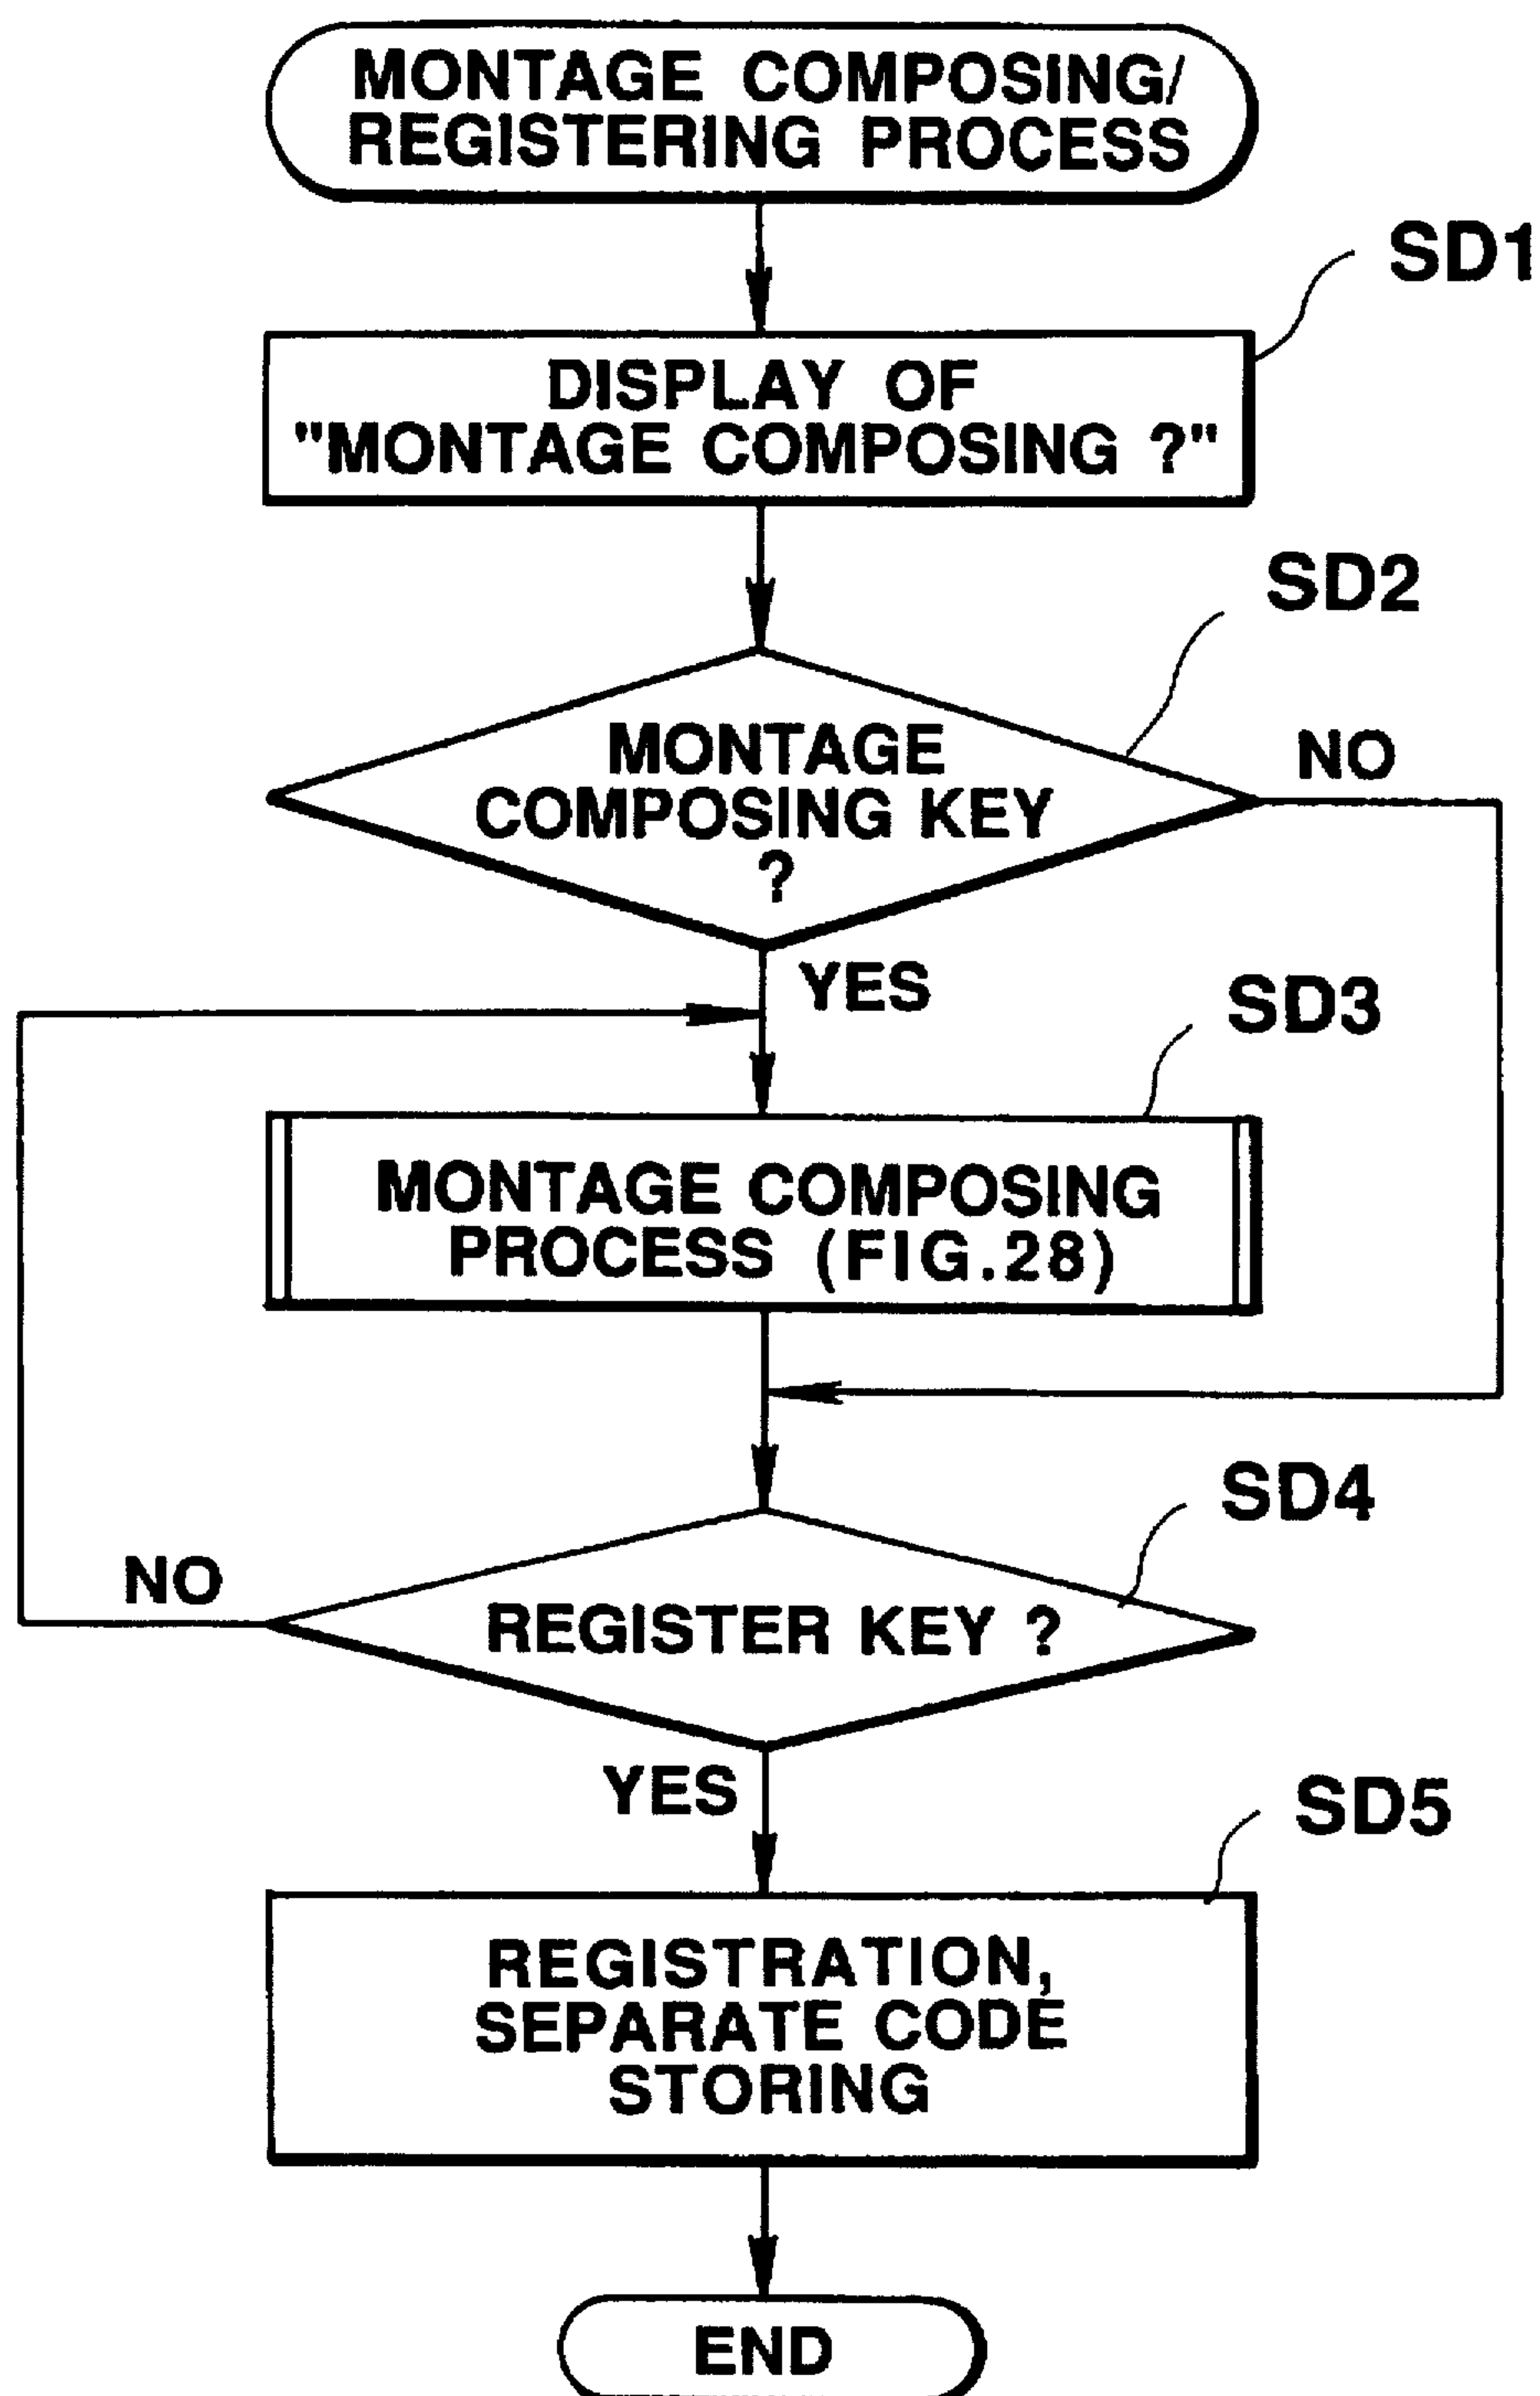 MONTAGE COMPOSING/
REGISTERING PROCESS
SD1
DISPLAY OF
"MONTAGE COMPOSING ?"
SD2
MONTAGE
COMPOSING KEY
?
NO
YES
SD3
MONTAGE COMPOSING
PROCESS (FIG.28)
SD4
NO
REGISTER KEY ?
YES
SD5
REGISTRATION,
SEPARATE CODE
STORING
END